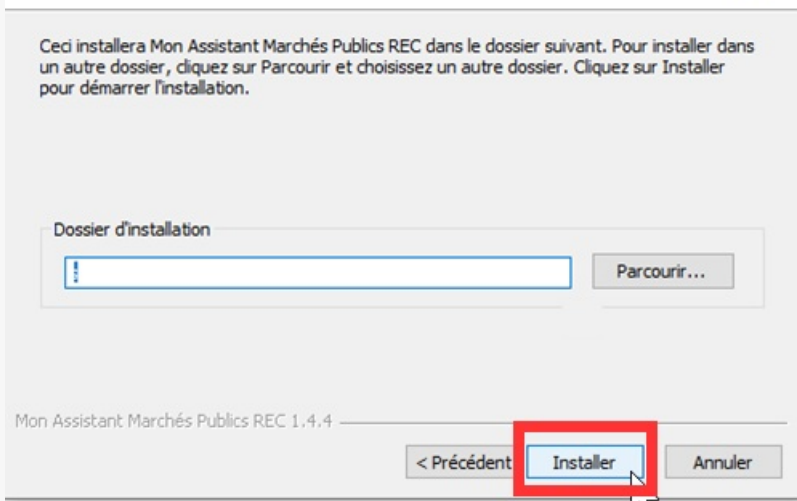 Ceci installera Mon Assistant Marchés Publics REC dans le dossier suivant. Pour installer dans
un autre dossier, cliquez sur Parcourir et choisissez un autre dossier. Cliquez sur Installer
pour démarrer l'installation.
Dossier d'installation
Parcourir...
Mon Assistant Marchés Publics REC 1.4.4
< Précédent Installer Annuler